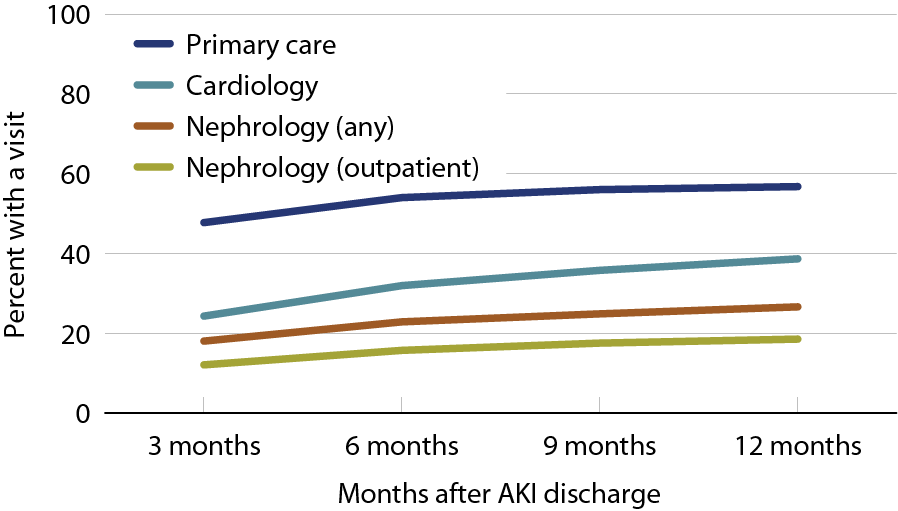 100
80
60
40
20
0
Percent with a visit
Primary care
Cardiology
Nephrology (any)
Nephrology (outpatient)
3 months
6 months
9 months
12 months
Months after AKI discharge